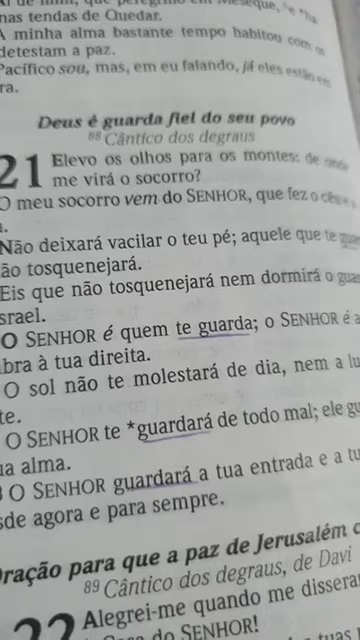 nas tendas de Quedar.
A minha alma bastante tempo habitou com os
detestam a paz.
Pacífico sou, mas, em eu falando, já eles estão em
ra.
Deus é guarda fiel do seu povo
88 Cântico dos degraus
21 Elevo os olhos para os montes: de onde
me virá o socorro?
O meu socorro vem do SENHOR, que fez o céu e a
a.
Não deixará vacilar o teu pé; aquele que te guar
ão tosquenejará.
Eis que não tosquenejará nem dormirá o guar
srael.
O SENHOR é quem te guarda; o SENHOR é a
bra à tua direita.
O sol não te molestará de dia, nem a lu
te.
O SENHOR te *guardará de todo mal; ele gu
ua alma.
O SENHOR guardará a tua entrada e a tu
sde agora e para sempre.
Oração para que a paz de Jerusalém
89 Cântico dos degraus, de Davi
22 Alegrei-me quando me disseram
do SENHOR!